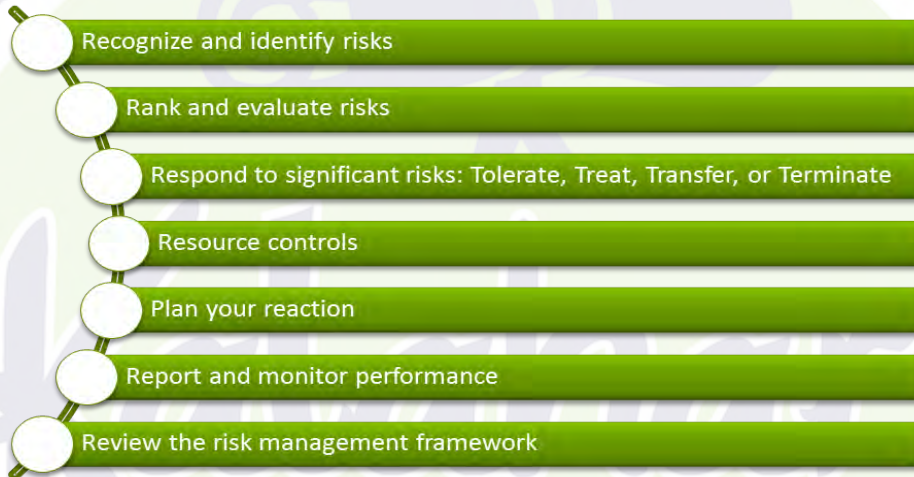 Recognize and identify risks
Rank and evaluate risks
Respond to significant risks: Tolerate, Treat, Transfer, or Terminate
Resource controls
Plan your reaction
Report and monitor performance
Review the risk management framework